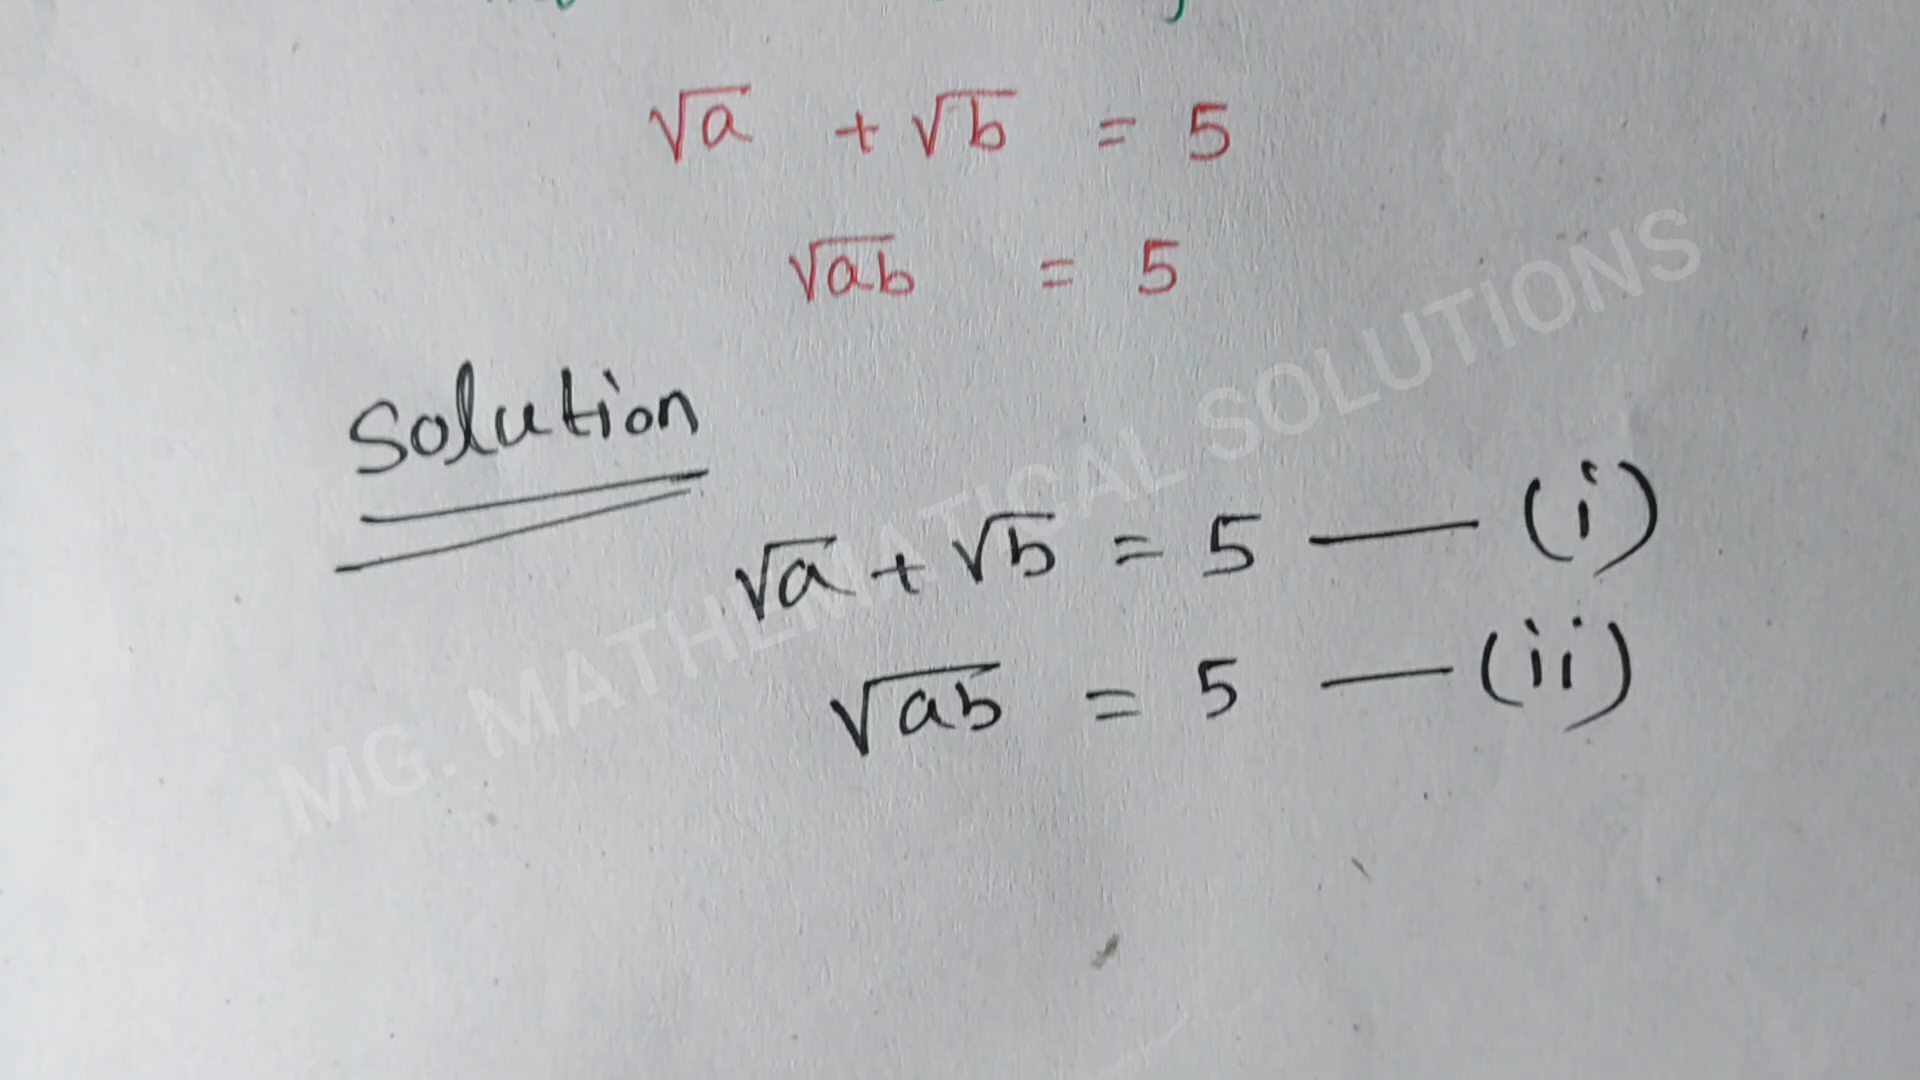 √a + √b = 5
√ab = 5
Solution
√a + √b = 5 — (i)
√ab = 5 — (ii)
MG. MATHEMATICAL SOLUTIONS